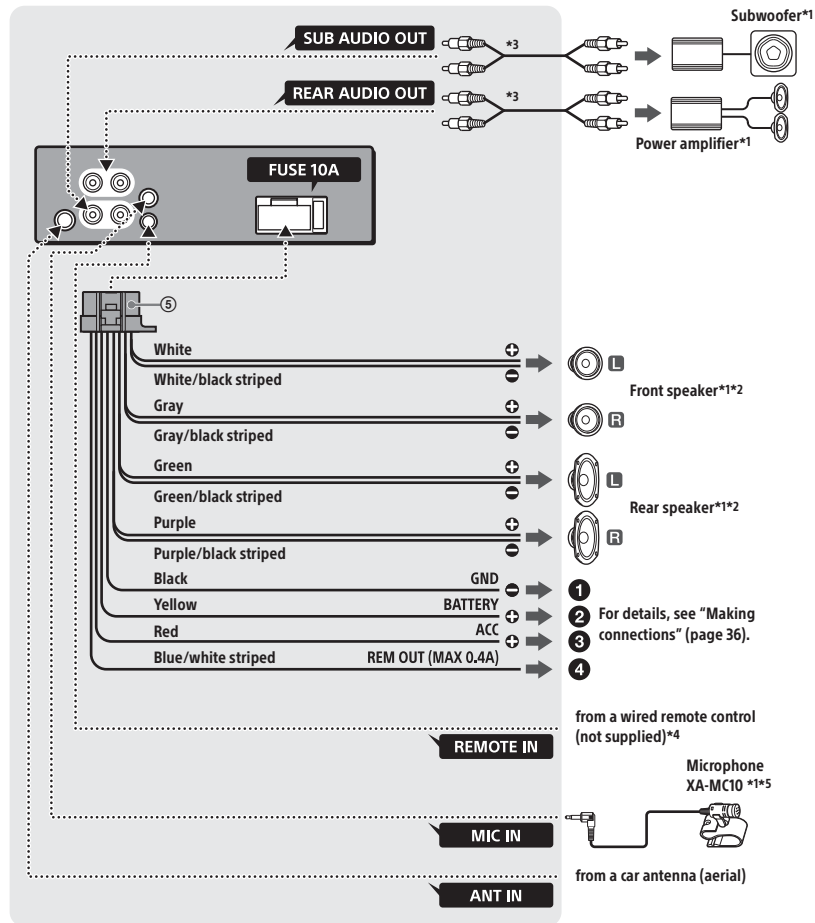 Subwoofer*1
SUB AUDIO OUT
*3
REAR AUDIO OUT
*3
Power amplifier*1
FUSE 10A
⑤
White
⊕
L
White/black striped
⊖
Front speaker*1*2
Gray
⊕
R
Gray/black striped
⊖
Green
⊕
L
Green/black striped
⊖
Rear speaker*1*2
Purple
⊕
R
Purple/black striped
⊖
Black GND ⊖ ❶
Yellow BATTERY ⊕ ❷
Red ACC ⊕ ❸
For details, see “Making
connections” (page 36).
Blue/white striped REM OUT (MAX 0.4A) ❹
from a wired remote control
(not supplied)*4
REMOTE IN
Microphone
XA-MC10 *1*5
MIC IN
from a car antenna (aerial)
ANT IN